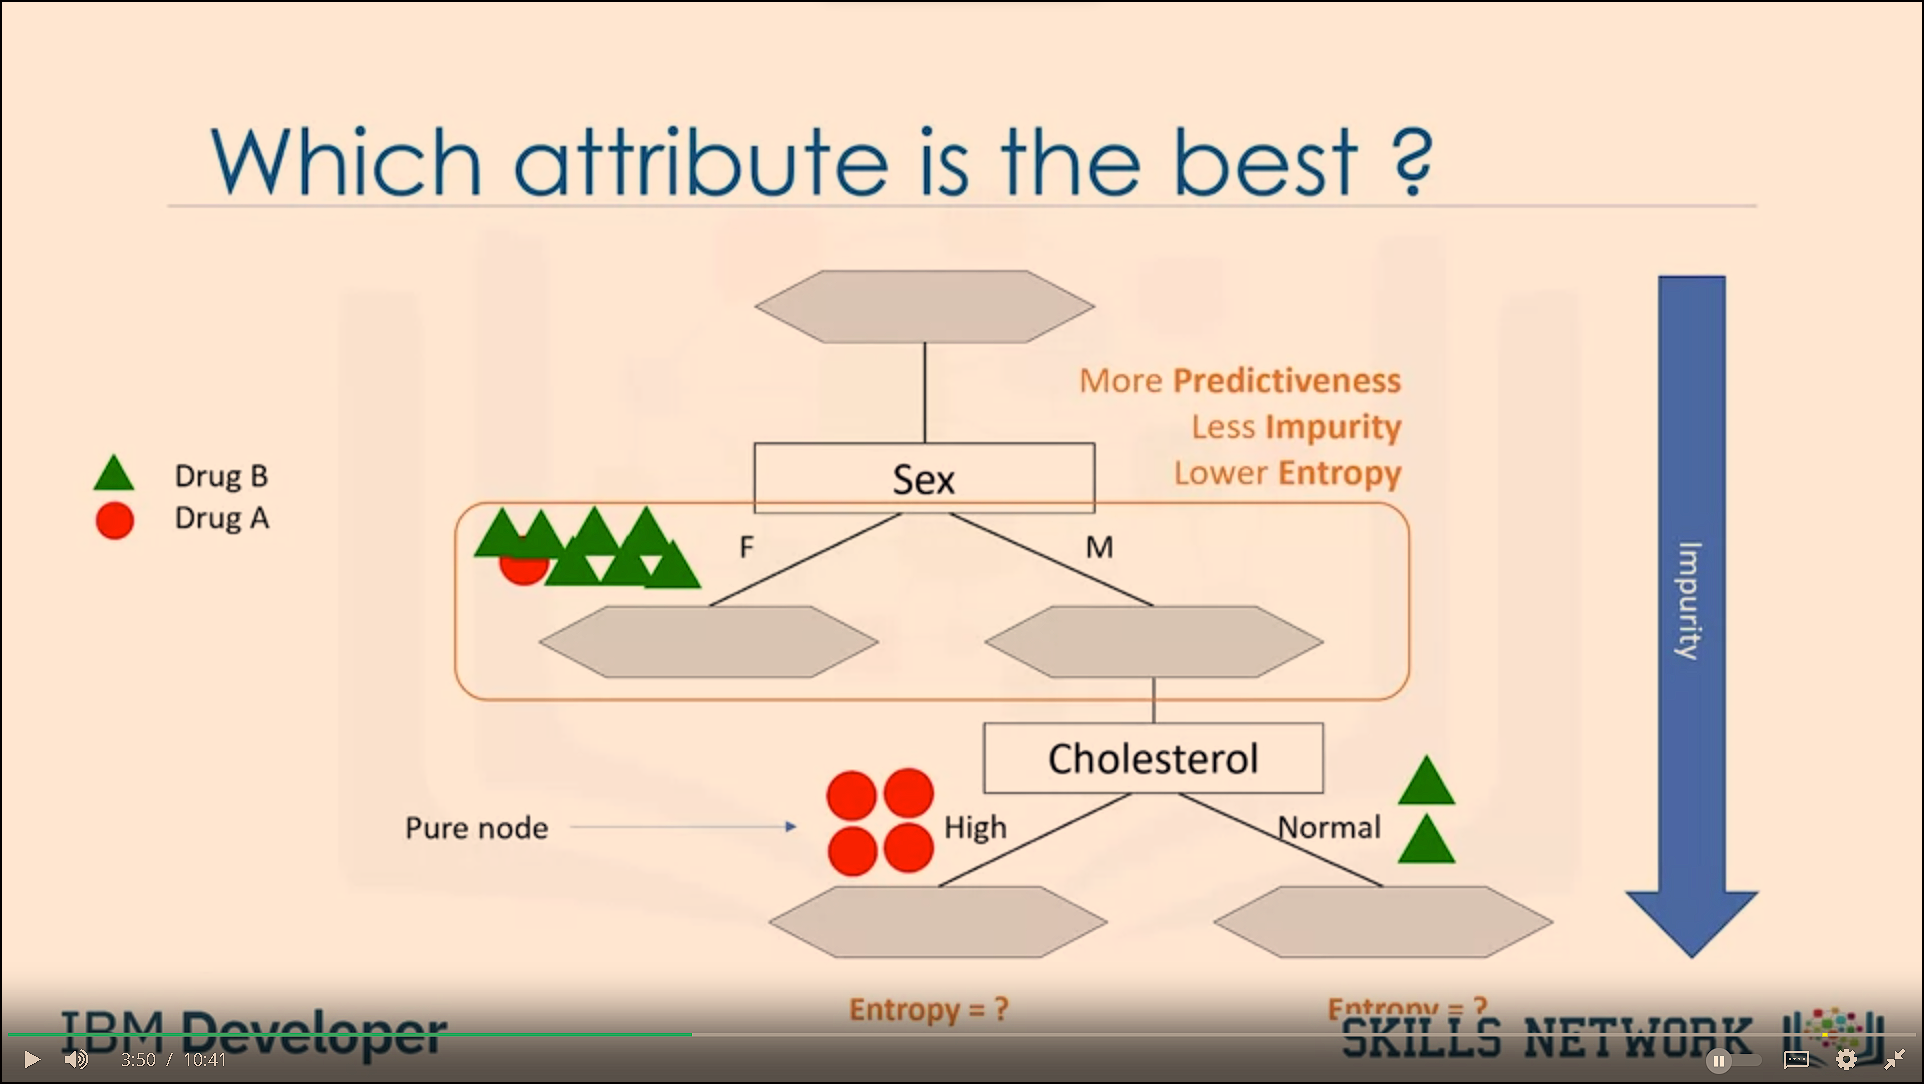 Which attribute is the best ?
More Predictiveness
Less Impurity
Lower Entropy
Drug B
Drug A
Sex
F
M
Impurity
Cholesterol
Pure node
High
Normal
Entropy = ?
Entropy = ?
IBM Developer
SKILLS NETWORK
3:50 / 10:41